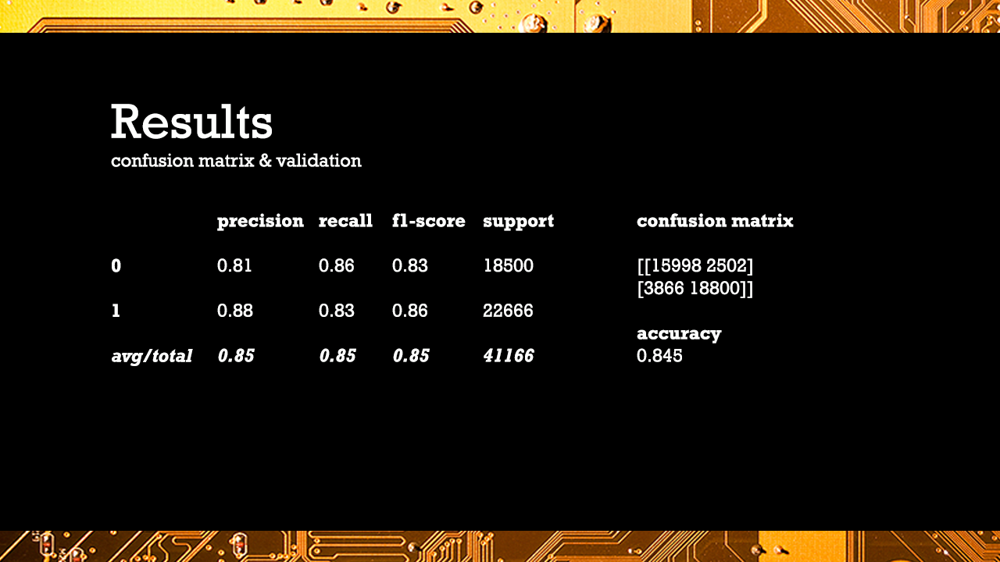 Results
confusion matrix & validation
precision recall f1-score support
0 0.81 0.86 0.83 18500
1 0.88 0.83 0.86 22666
avg/total 0.85 0.85 0.85 41166
confusion matrix
[[15998 2502]
[3866 18800]]
accuracy
0.845